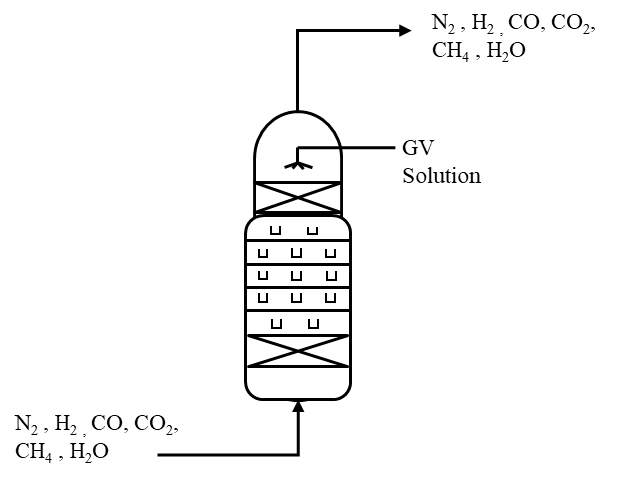 N₂ , H₂ , CO, CO₂,
CH₄ , H₂O
GV
Solution
N₂ , H₂ , CO, CO₂,
CH₄ , H₂O